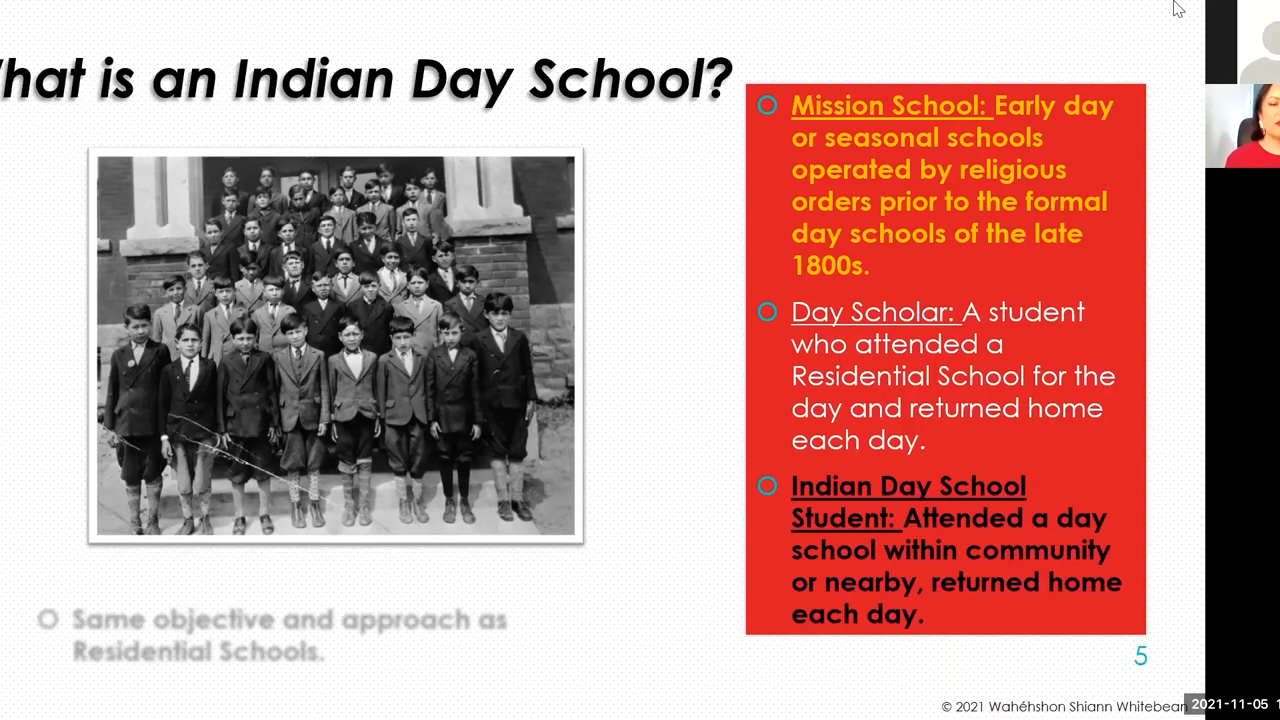 hat is an Indian Day School?
Mission School: Early day
or seasonal schools
operated by religious
orders prior to the formal
day schools of the late
1800s.
Day Scholar: A student
who attended a
Residential School for the
day and returned home
each day.
Indian Day School
Student: Attended a day
school within community
or nearby, returned home
each day.
Same objective and approach as
Residential Schools.
5
© 2021 Wahéhshon Shiann Whitebean
2021-11-05 1